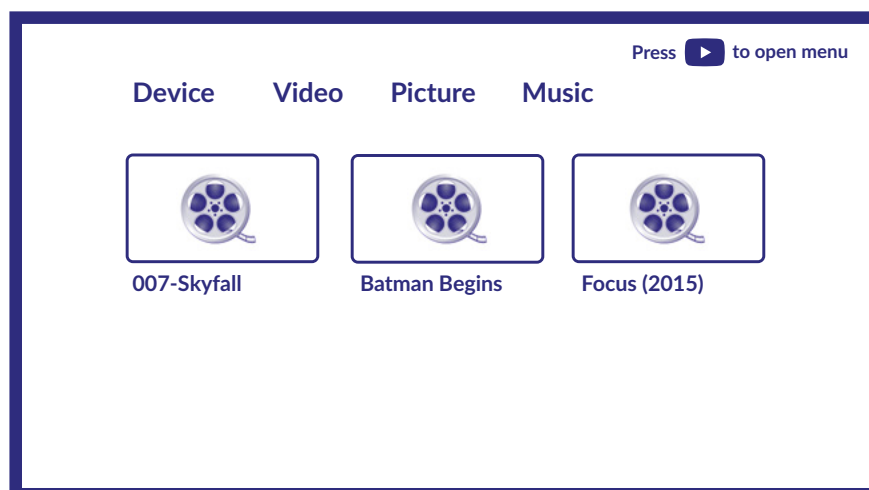 Press to open menu
Device Video Picture Music
007-Skyfall Batman Begins Focus (2015)